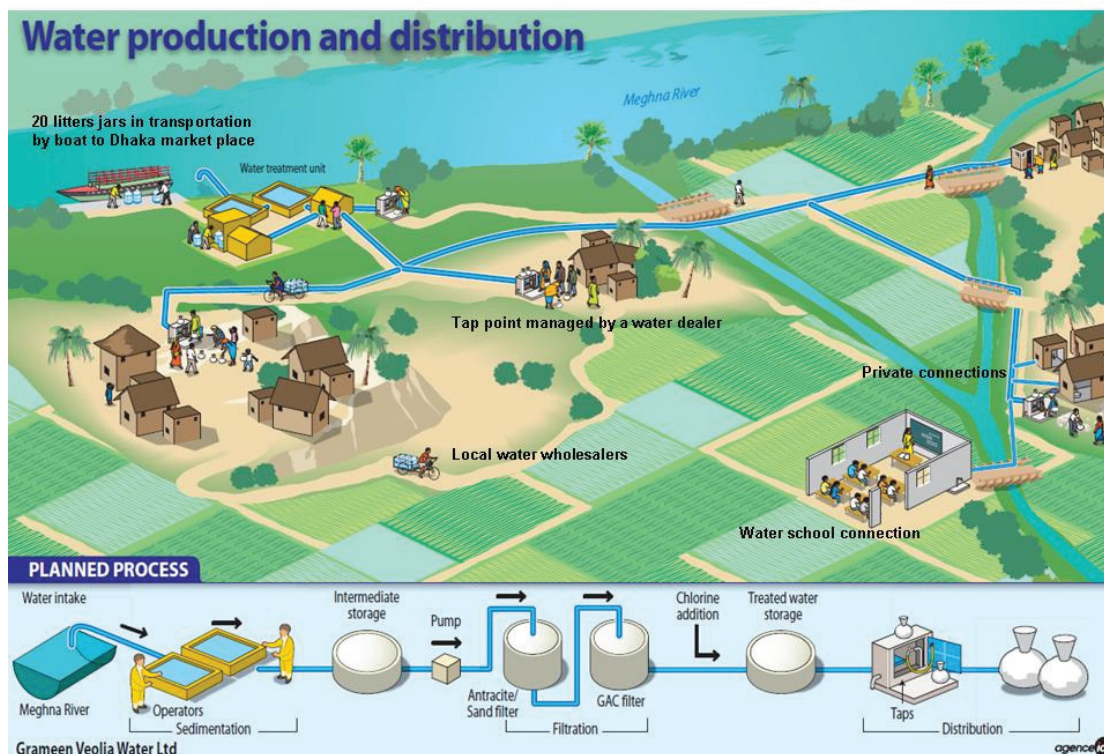 Water production and distribution
Meghna River
20 litters jars in transportation
by boat to Dhaka market place
Water treatment unit
Tap point managed by a water dealer
Private connections
Local water wholesalers
Water school connection
PLANNED PROCESS
Water intake
Intermediate
storage
Pump
Chlorine
addition
Treated water
storage
Meghna River
Operators
Sedimentation
Antracite/
Sand filter
GAC filter
Filtration
Taps
Distribution
Grameen Veolia Water Ltd
agence